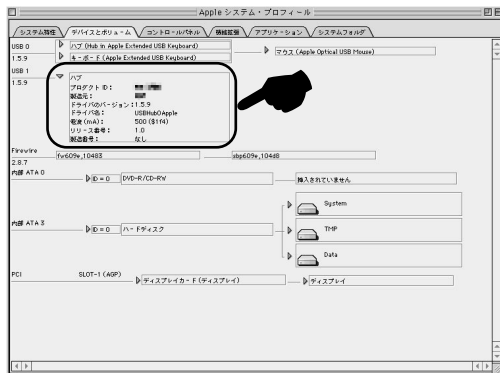 Apple システム・プロフィール
システム特性 デバイスとボリューム コントロールパネル 機能拡張 アプリケーション システムフォルダ
USB 0
1.5.9
ハブ (Hub in Apple Extended USB Keyboard)
マウス (Apple Optical USB Mouse)
キーボード (Apple Extended USB Keyboard)
USB 1
1.5.9
ハブ
プロダクト ID：
製造元：
ドライバのバージョン：1.5.9
ドライバ名： USBHub0Apple
電流 (mA)： 500 ($1f4)
リリース番号： 1.0
製造番号： なし
Firewire
2.8.7
fw609e,10483
sbp609e,104d8
内部 ATA 0
ID = 0 DVD-R/CD-RW
挿入されていません
内部 ATA 3
ID = 0 ハードディスク
System
TMP
Data
PCI
SLOT-1 (AGP)
ディスプレイカード (ディスプレイ)
ディスプレイ